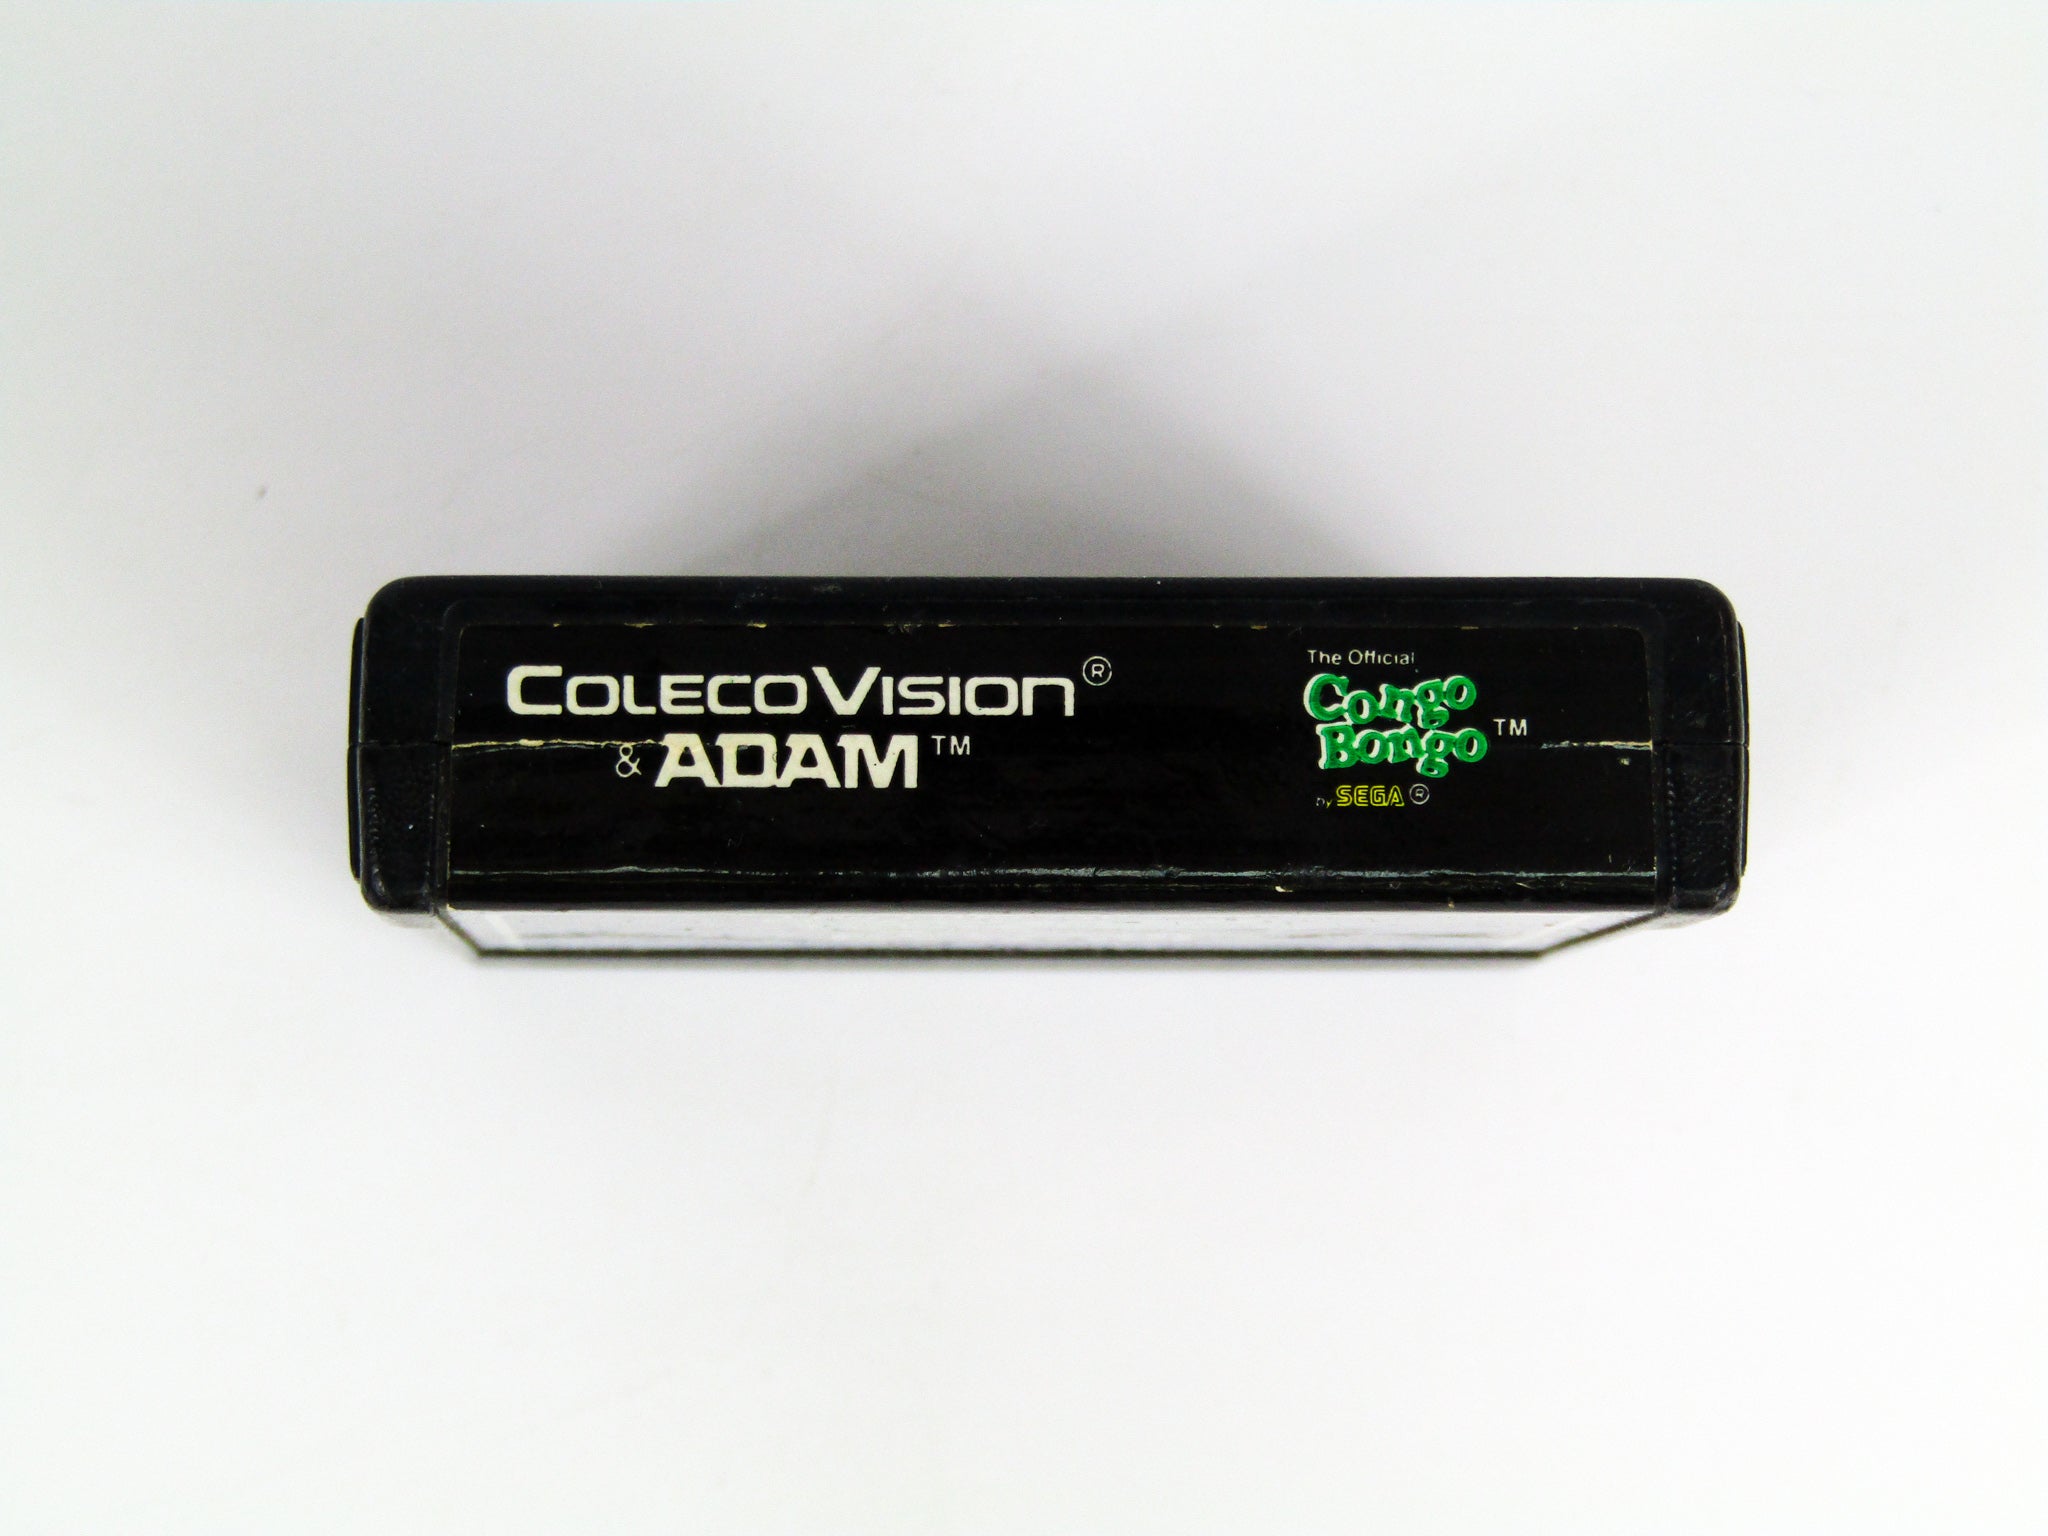 COLECOVISION®
& ADAM™
The Official
Congo
Bongo™
by SEGA®